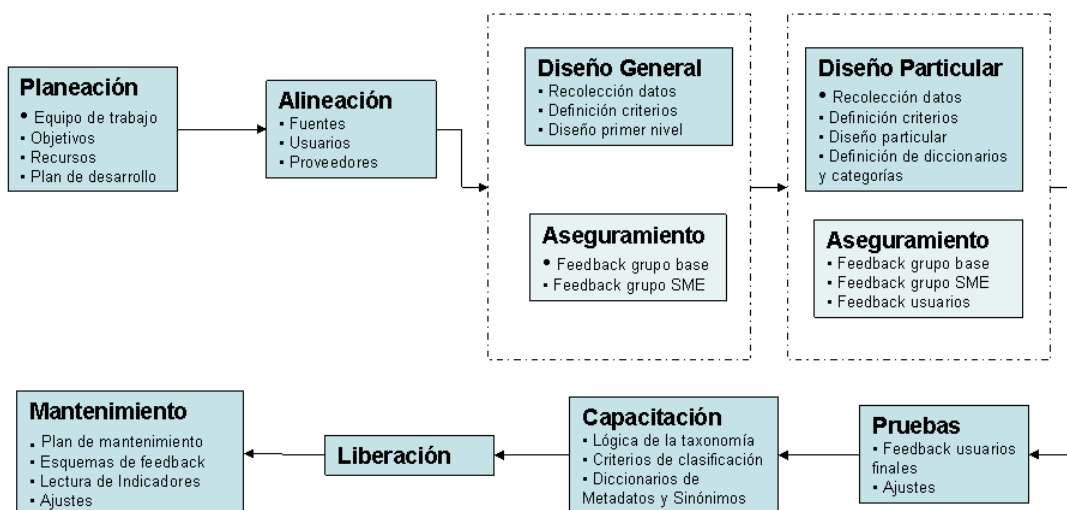 Planeación
• Equipo de trabajo
▪ Objetivos
▪ Recursos
▪ Plan de desarrollo
Alineación
▪ Fuentes
▪ Usuarios
▪ Proveedores
Diseño General
▪ Recolección datos
▪ Definición criterios
▪ Diseño primer nivel
Aseguramiento
• Feedback grupo base
▪ Feedback grupo SME
Diseño Particular
• Recolección datos
▪ Definición criterios
▪ Diseño particular
▪ Definición de diccionarios
y categorías
Aseguramiento
▪ Feedback grupo base
▪ Feedback grupo SME
▪ Feedback usuarios
Pruebas
▪ Feedback usuarios
finales
▪ Ajustes
Capacitación
▪ Lógica de la taxonomía
▪ Criterios de clasificación
▪ Diccionarios de
Metadatos y Sinónimos
Liberación
Mantenimiento
▪ Plan de mantenimiento
▪ Esquemas de feedback
▪ Lectura de Indicadores
▪ Ajustes